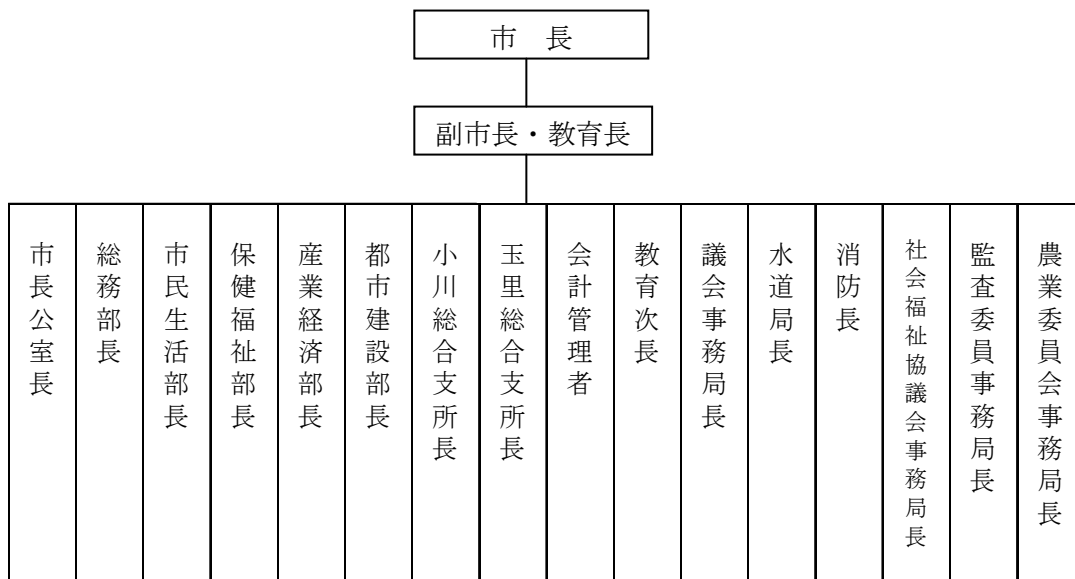 市　長
副市長・教育長
市長公室長
総務部長
市民生活部長
保健福祉部長
産業経済部長
都市建設部長
小川総合支所長
玉里総合支所長
会計管理者
教育次長
議会事務局長
水道局長
消防長
社会福祉協議会事務局長
監査委員事務局長
農業委員会事務局長